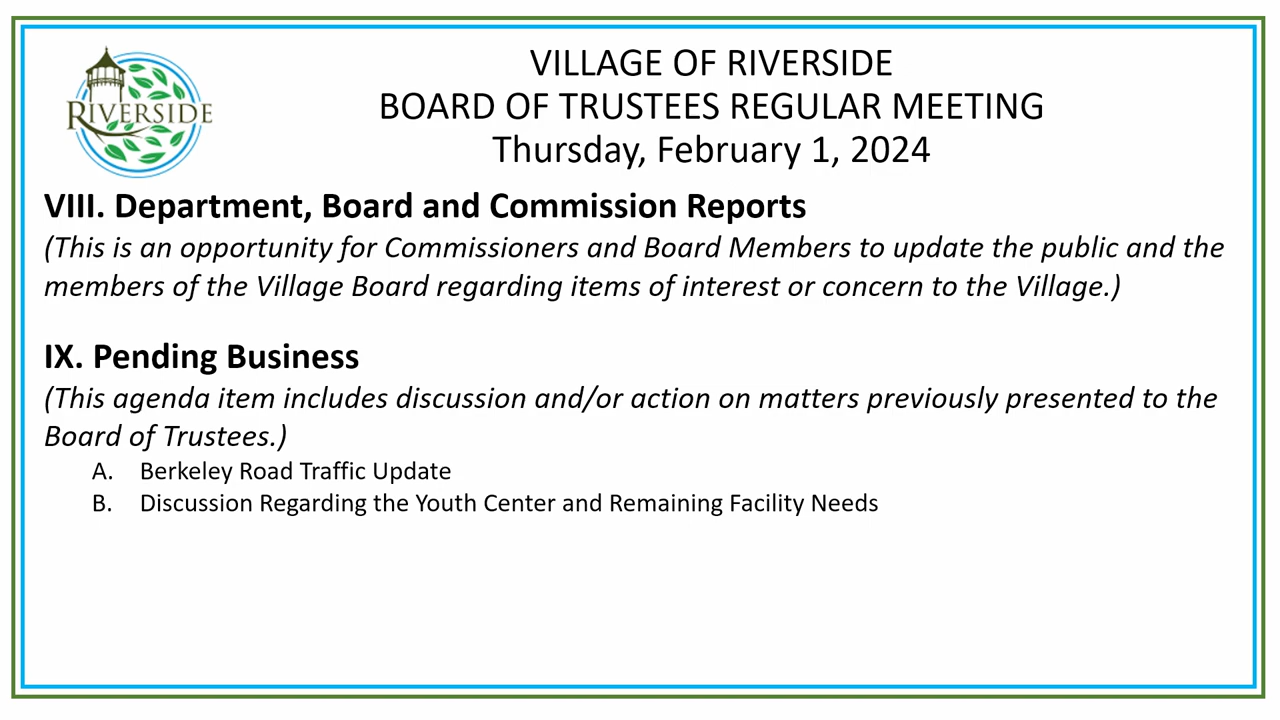 RIVERSIDE
VILLAGE OF RIVERSIDE
BOARD OF TRUSTEES REGULAR MEETING
Thursday, February 1, 2024
VIII. Department, Board and Commission Reports
(This is an opportunity for Commissioners and Board Members to update the public and the
members of the Village Board regarding items of interest or concern to the Village.)
IX. Pending Business
(This agenda item includes discussion and/or action on matters previously presented to the
Board of Trustees.)
A. Berkeley Road Traffic Update
B. Discussion Regarding the Youth Center and Remaining Facility Needs